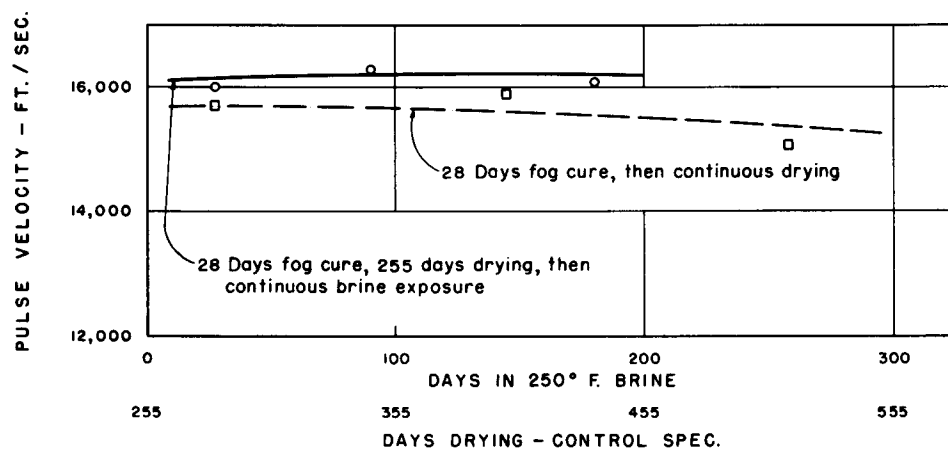 PULSE VELOCITY – FT. / SEC.
16,000
14,000
12,000
28 Days fog cure, then continuous drying
28 Days fog cure, 255 days drying, then
continuous brine exposure
0 100 200 300
DAYS IN 250° F. BRINE
255 355 455 555
DAYS DRYING – CONTROL SPEC.